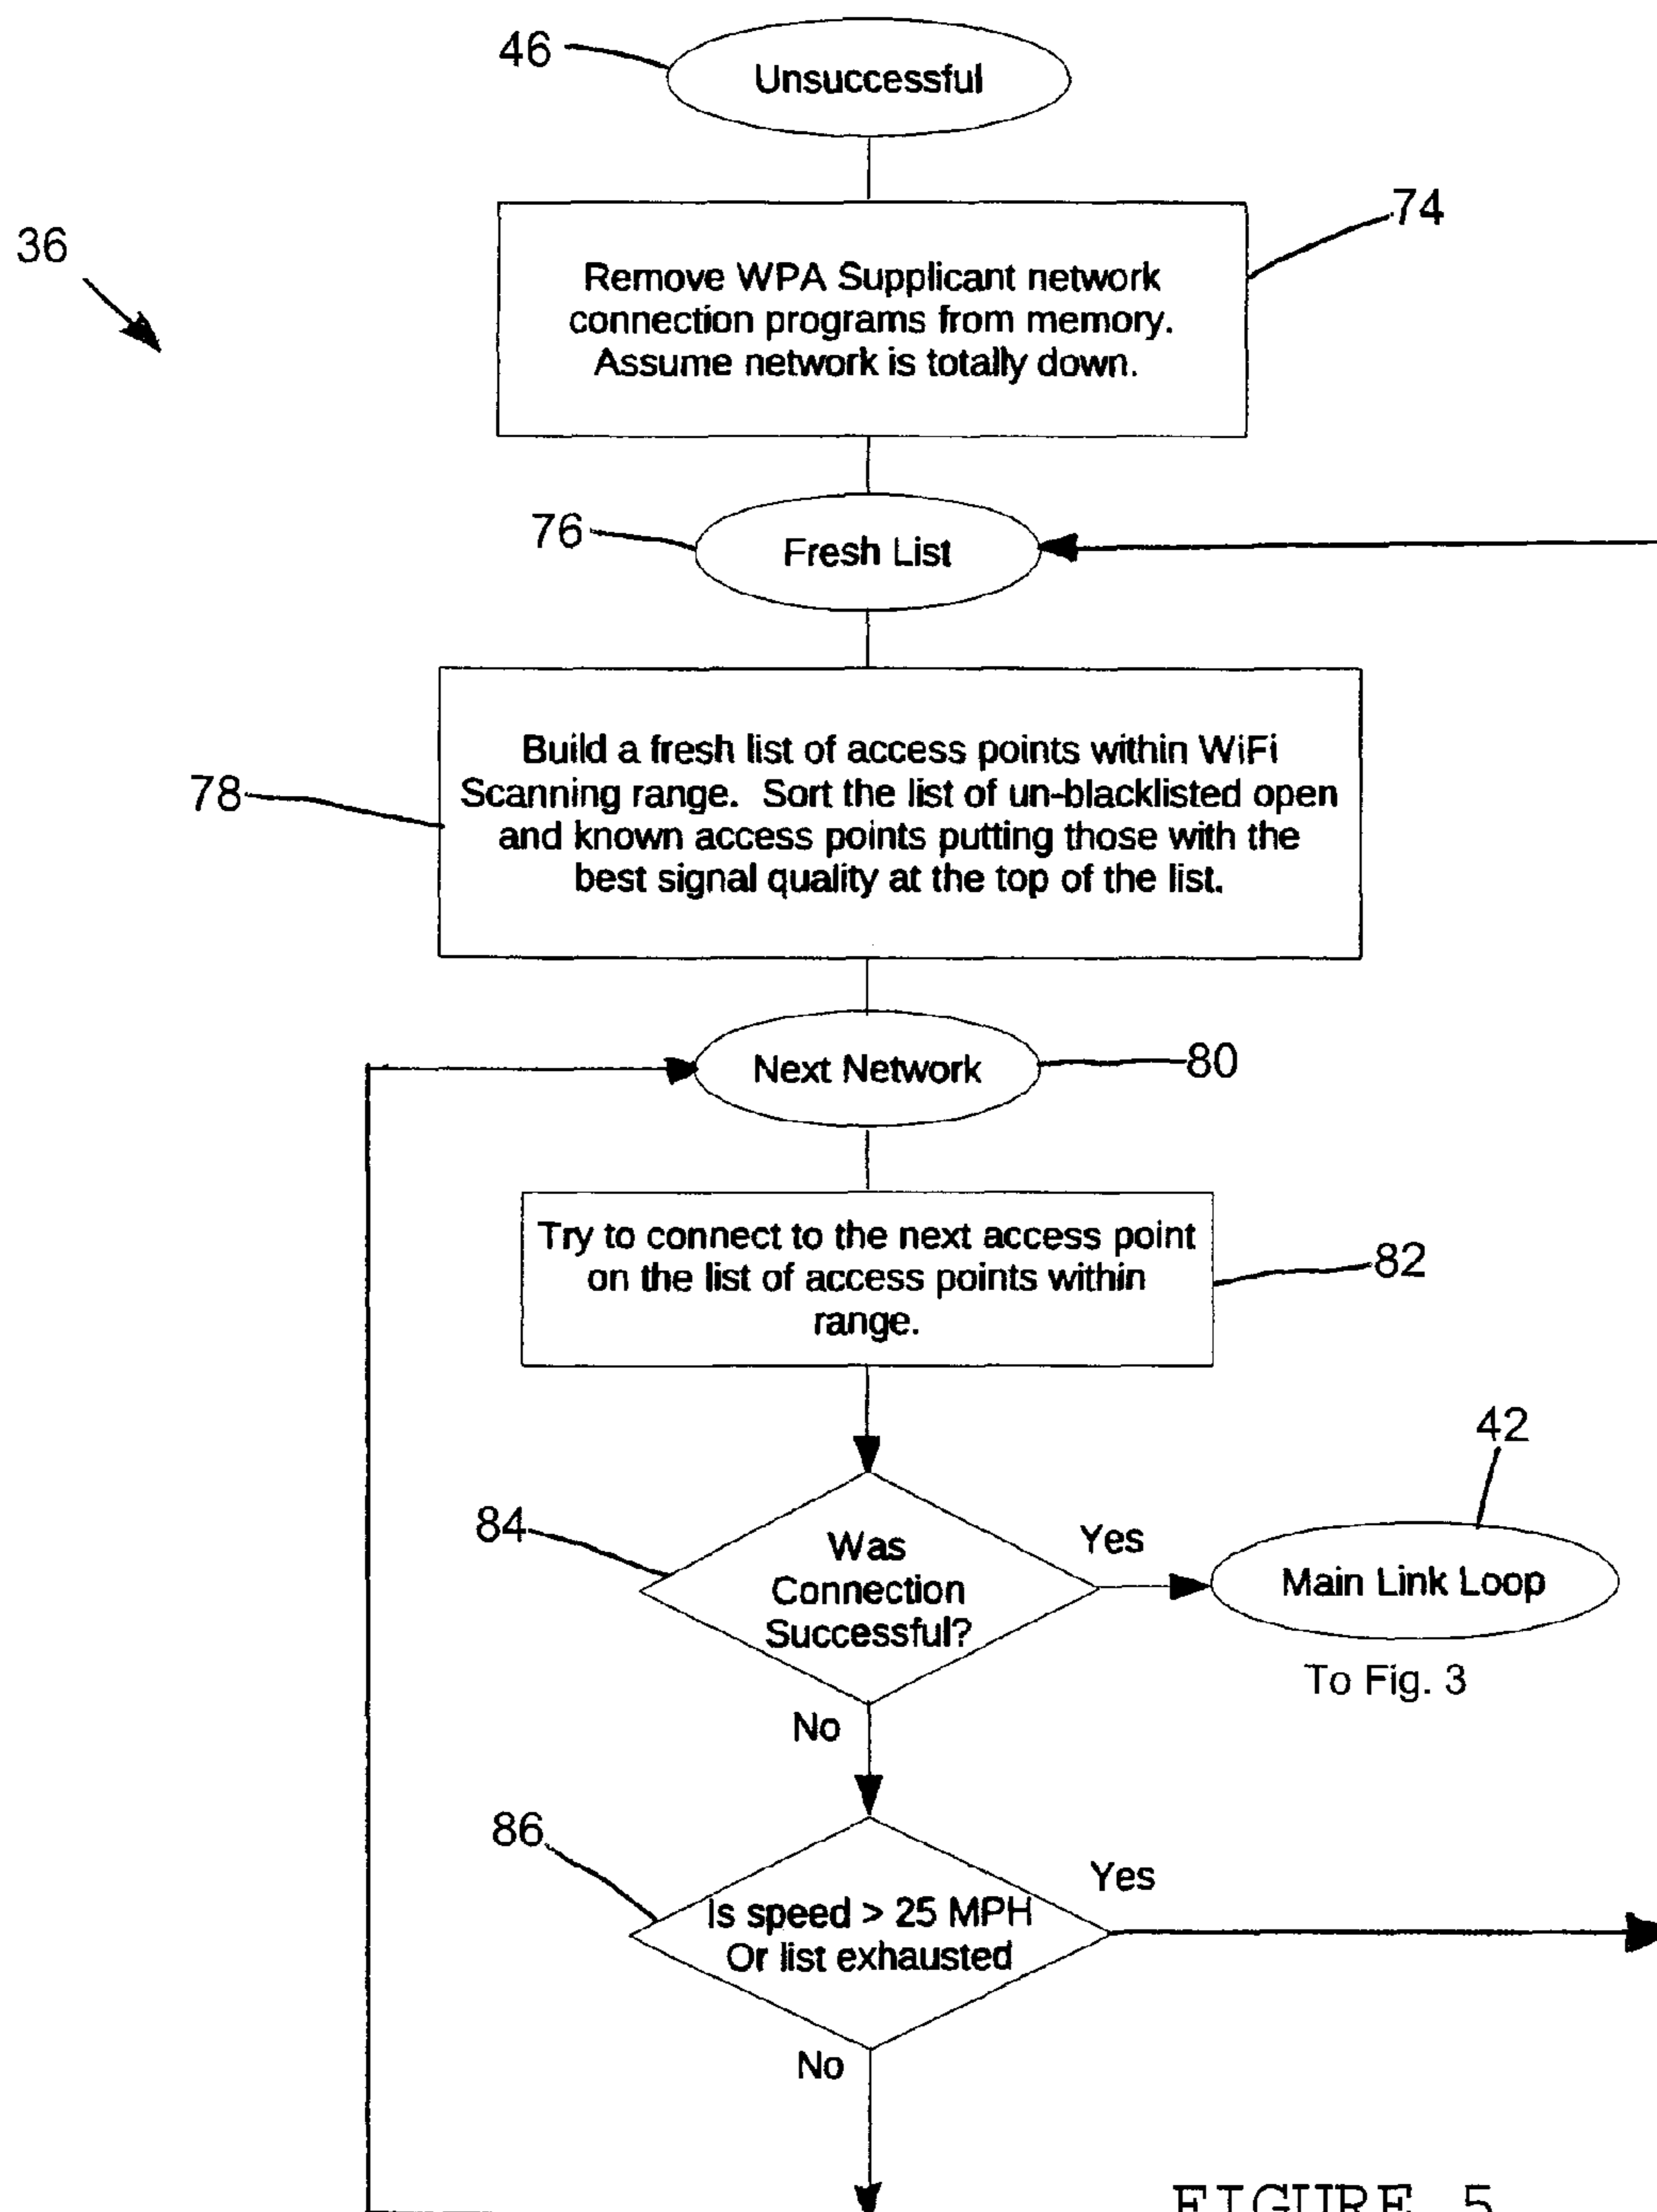 46
Unsuccessful
36
74
Remove WPA Supplicant network
connection programs from memory.
Assume network is totally down.
76
Fresh List
78
Build a fresh list of access points within WiFi
Scanning range. Sort the list of un-blacklisted open
and known access points putting those with the
best signal quality at the top of the list.
Next Network
80
Try to connect to the next access point
on the list of access points within
range.
82
84
Was
Connection
Successful?
Yes
42
Main Link Loop
To Fig. 3
No
86
Is speed > 25 MPH
Or list exhausted
Yes
No
FIGURE 5